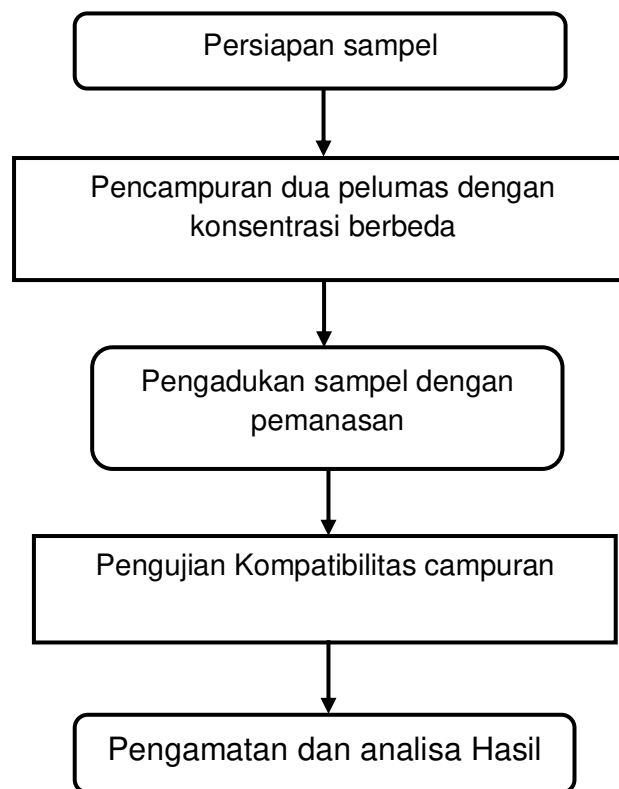 Persiapan sampel
Pencampuran dua pelumas dengan
konsentrasi berbeda
Pengadukan sampel dengan
pemanasan
Pengujian Kompatibilitas campuran
Pengamatan dan analisa Hasil